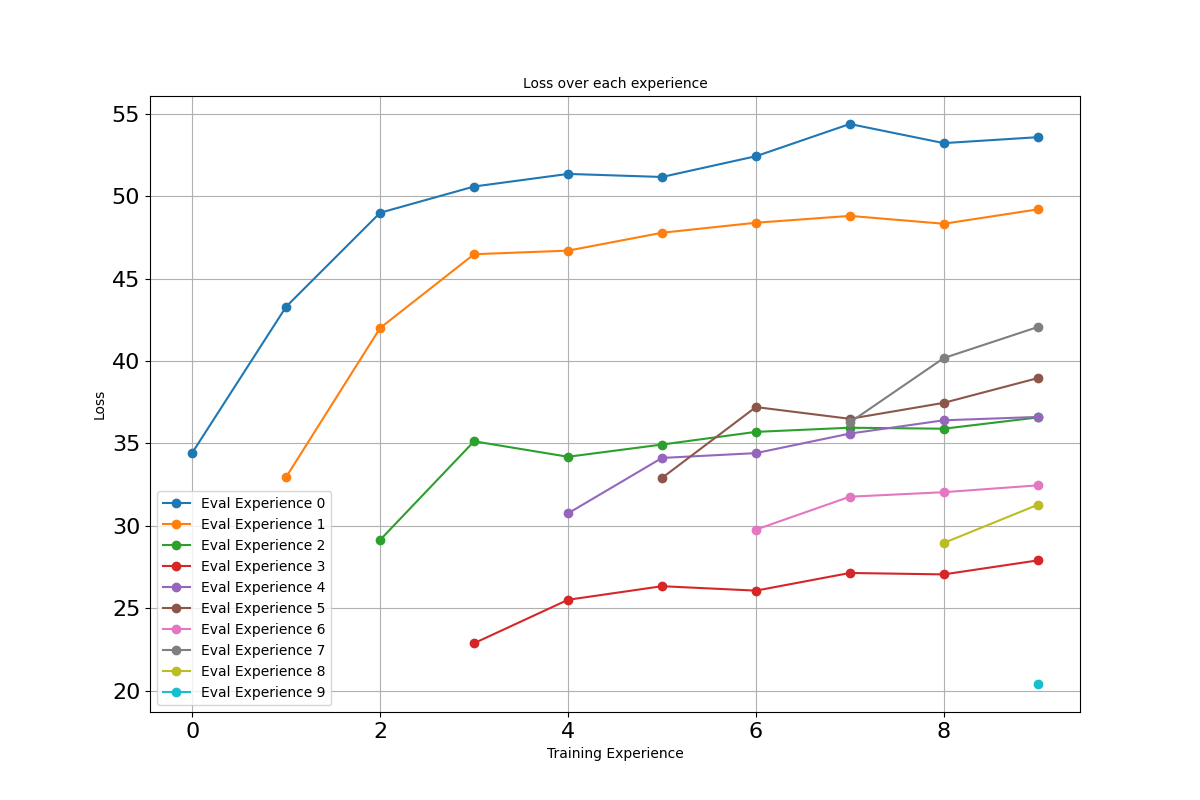 Loss over each experience
55
50
45
40
35
30
25
20
Loss
Eval Experience 0
Eval Experience 1
Eval Experience 2
Eval Experience 3
Eval Experience 4
Eval Experience 5
Eval Experience 6
Eval Experience 7
Eval Experience 8
Eval Experience 9
0 2 4 6 8
Training Experience